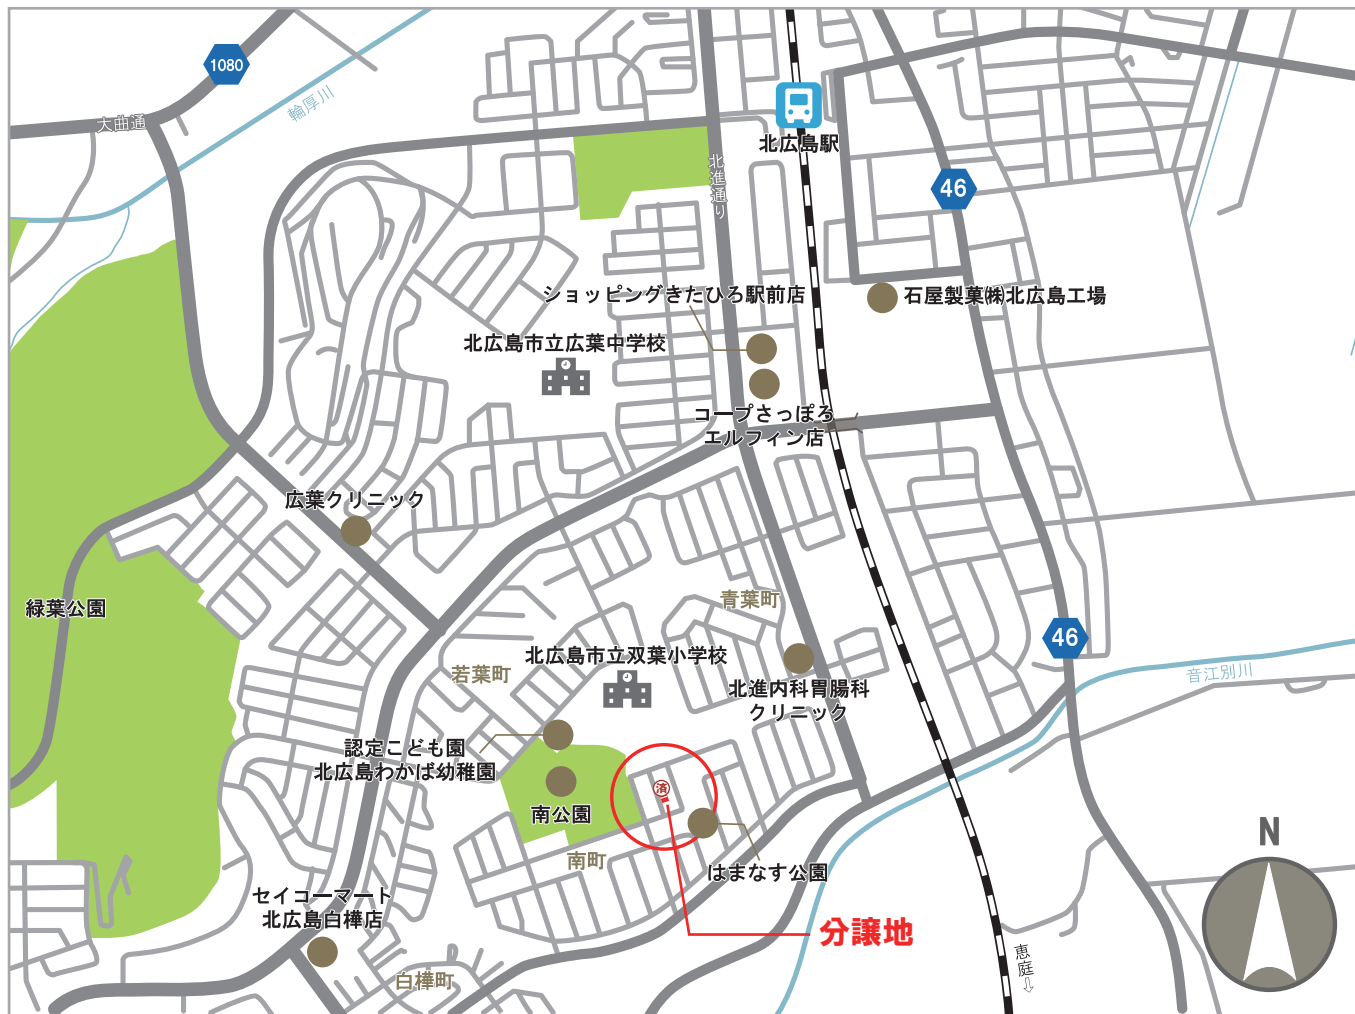 1080
大曲通
輪厚川
北広島駅
北進通り
46
ショッピングきたひろ駅前店
石屋製菓㈱北広島工場
北広島市立広葉中学校
コープさっぽろ
エルフィン店
広葉クリニック
緑葉公園
青葉町
46
北広島市立双葉小学校
若葉町
音江別川
北進内科胃腸科
クリニック
認定こども園
北広島わかば幼稚園
済
南公園
南町
はまなす公園
N
セイコーマート
北広島白樺店
分譲地
白樺町
恵庭⇨